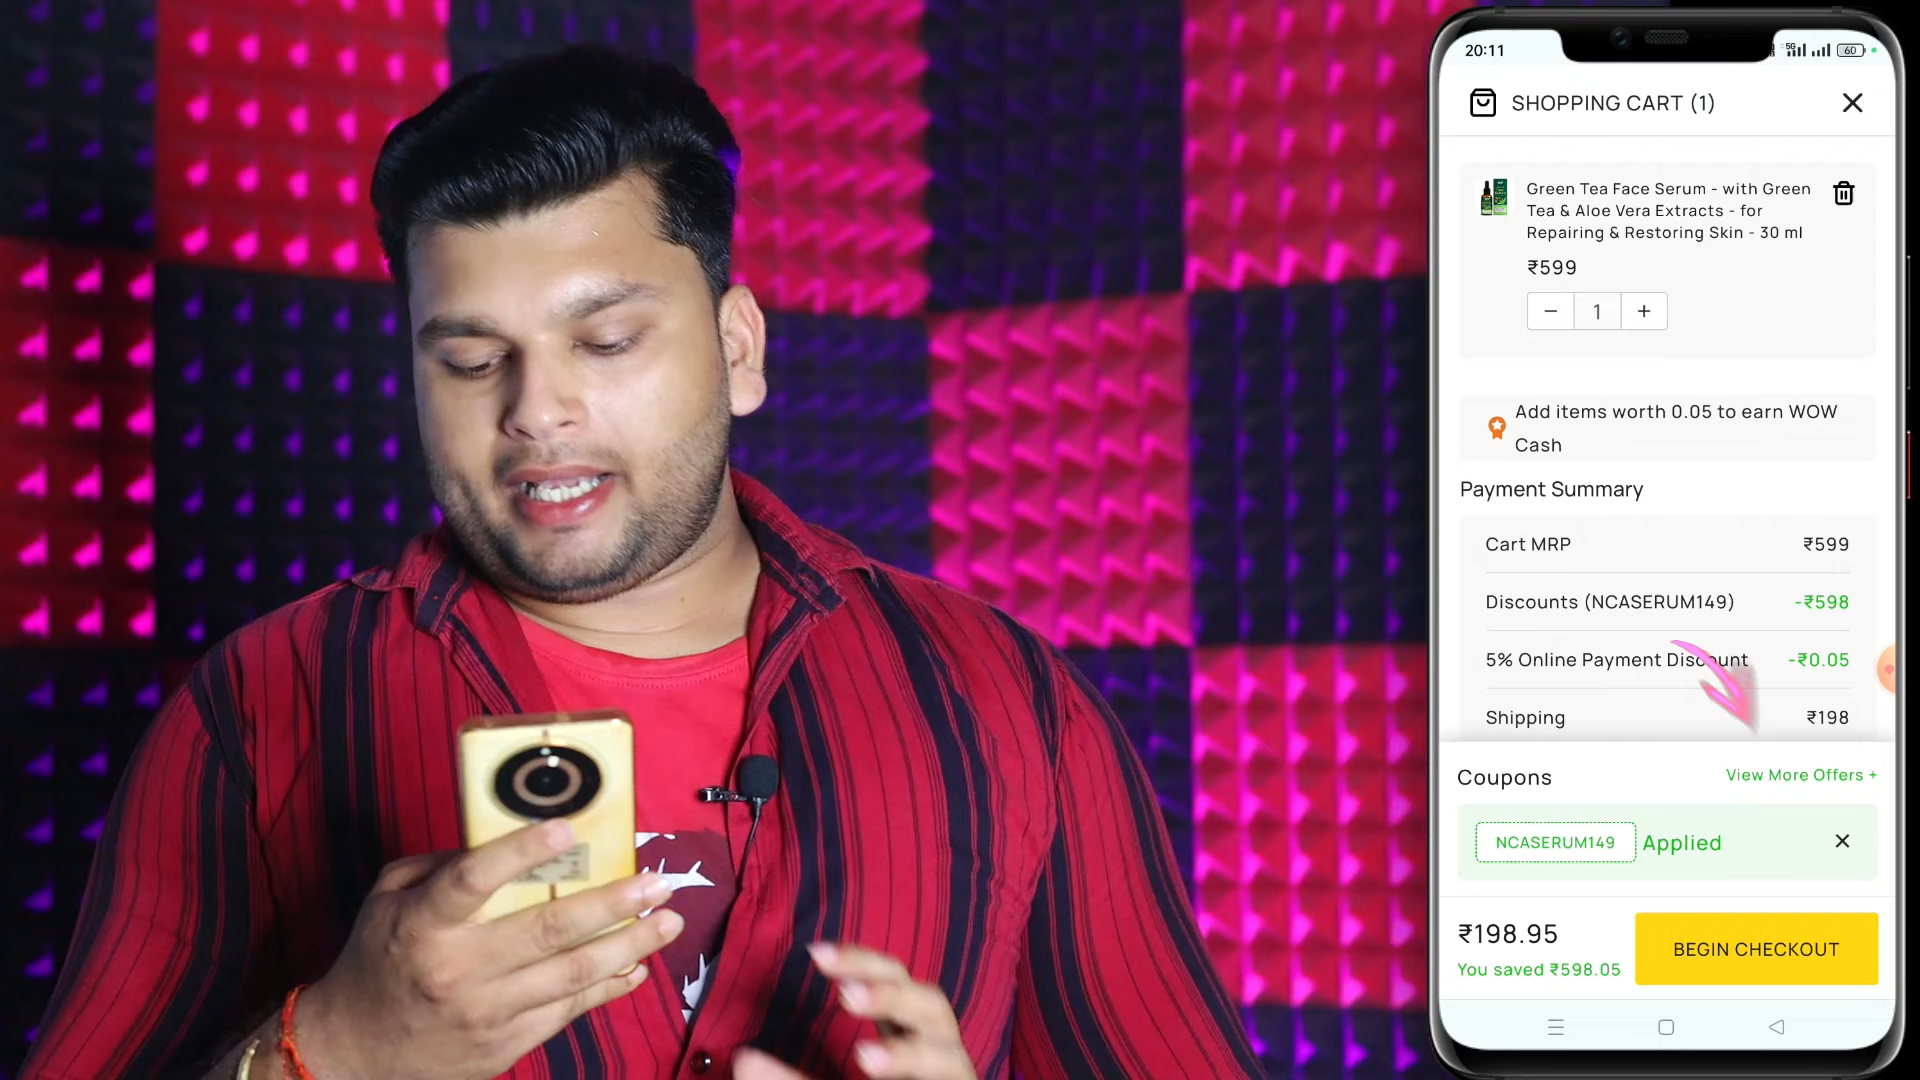 20:11
5G
60
SHOPPING CART (1)
Green Tea Face Serum - with Green
Tea & Aloe Vera Extracts - for
Repairing & Restoring Skin - 30 ml
₹599
− 1 +
Add items worth 0.05 to earn WOW
Cash
Payment Summary
Cart MRP ₹599
Discounts (NCASERUM149) -₹598
5% Online Payment Discount -₹0.05
Shipping ₹198
Coupons View More Offers +
NCASERUM149 Applied
₹198.95
You saved ₹598.05
BEGIN CHECKOUT